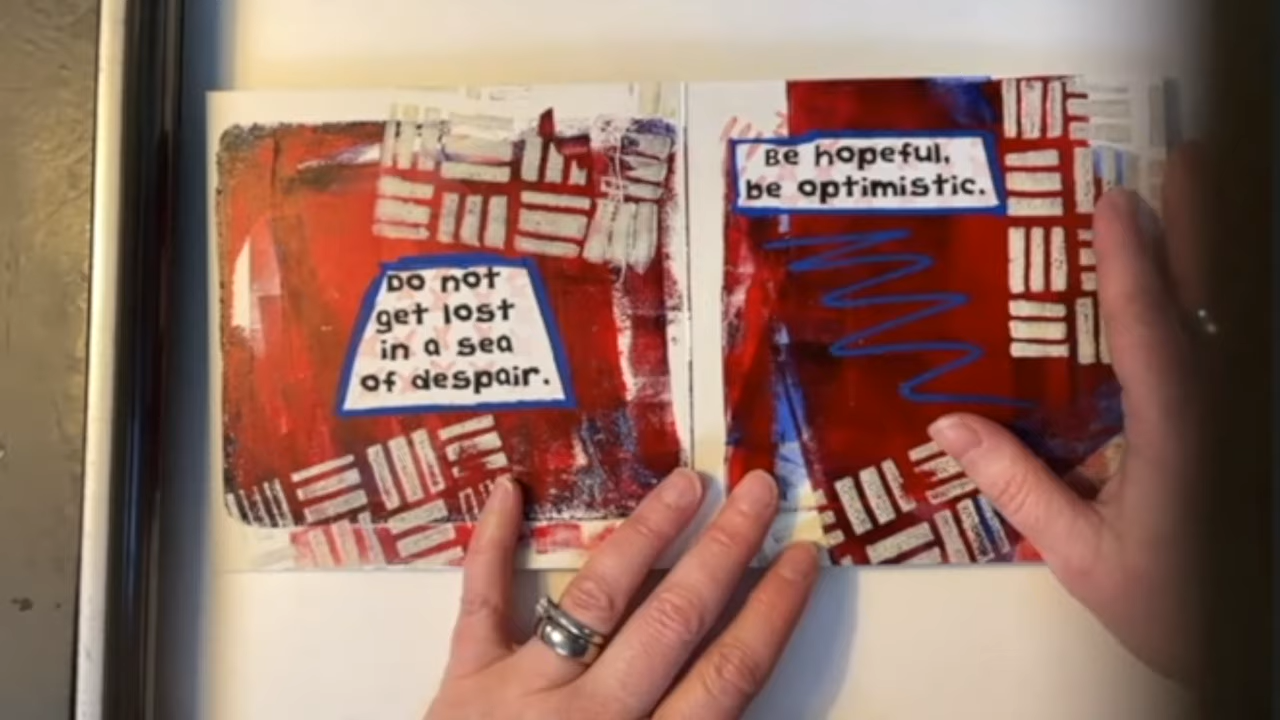 Do not
get lost
in a sea
of despair.
Be hopeful,
be optimistic.